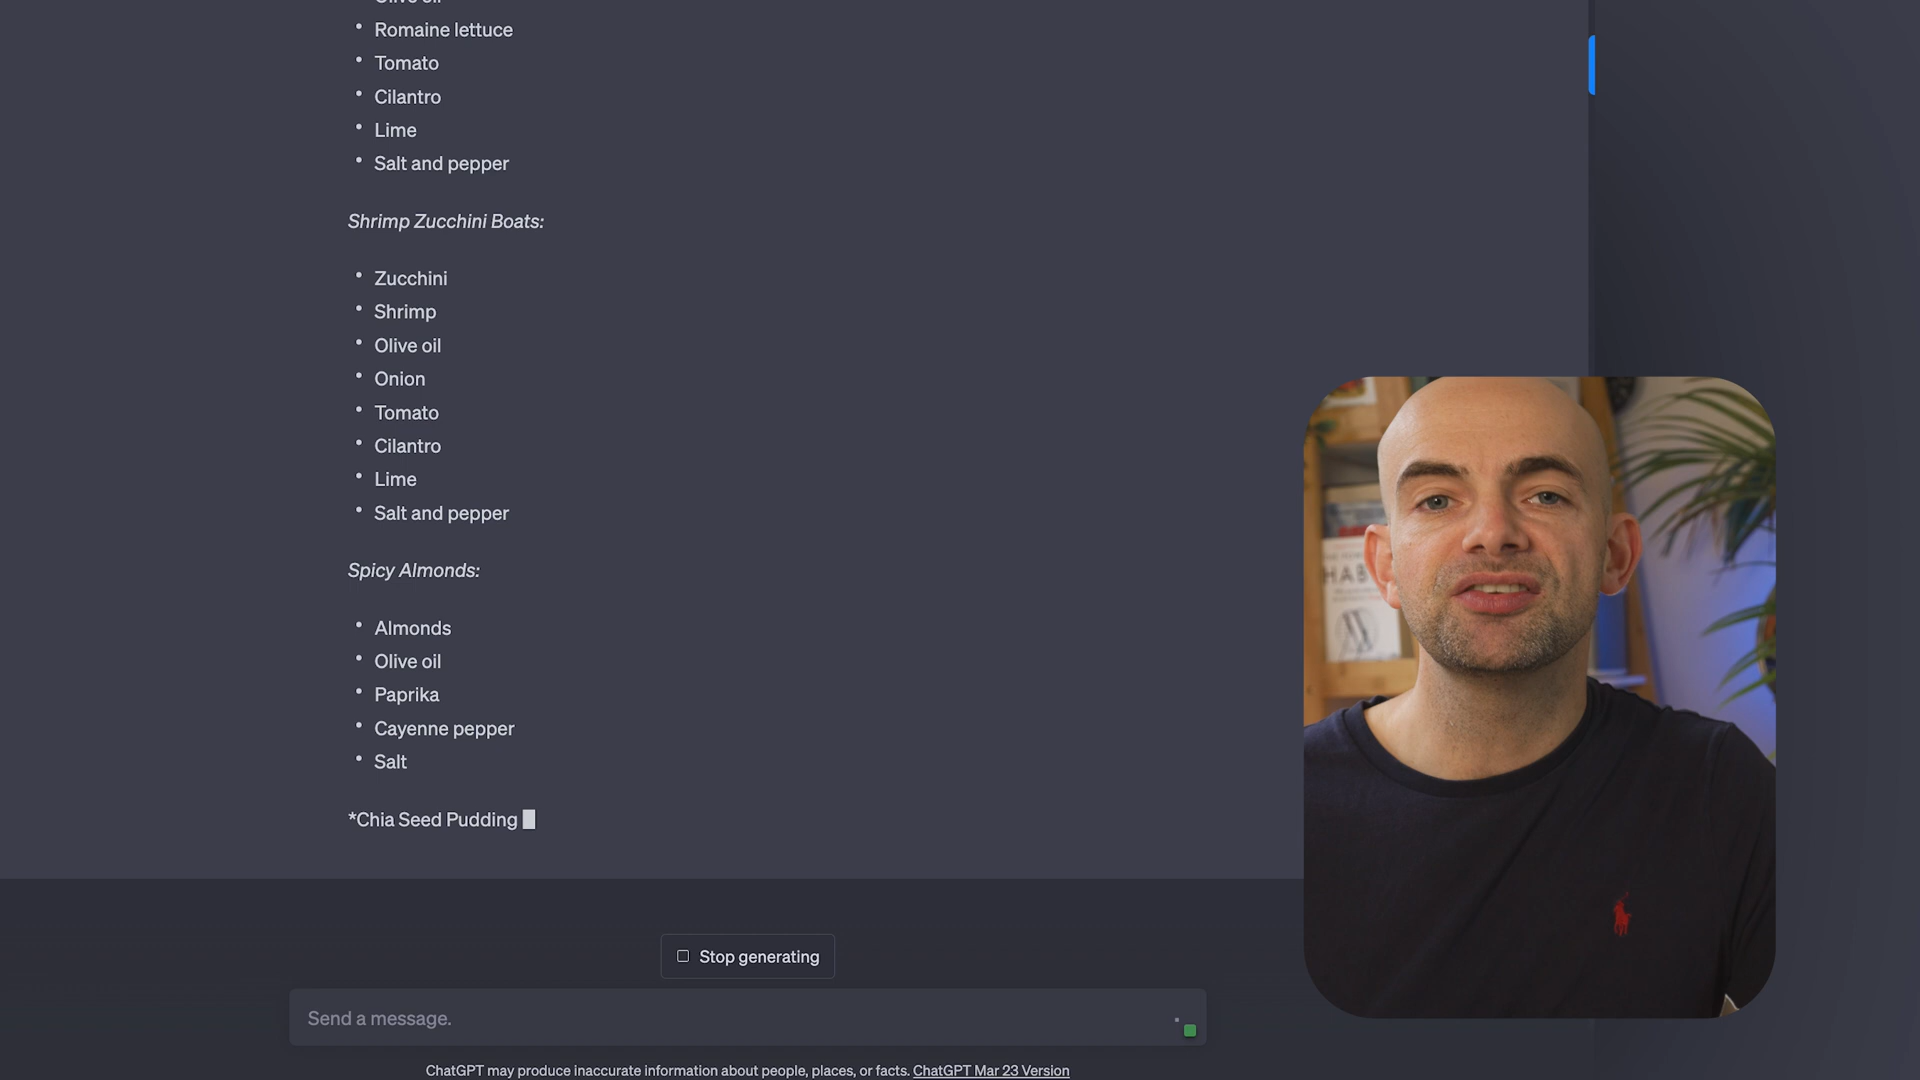 Romaine lettuce
Tomato
Cilantro
Lime
Salt and pepper
Shrimp Zucchini Boats:
Zucchini
Shrimp
Olive oil
Onion
Tomato
Cilantro
Lime
Salt and pepper
Spicy Almonds:
Almonds
Olive oil
Paprika
Cayenne pepper
Salt
*Chia Seed Pudding
Stop generating
Send a message.
ChatGPT may produce inaccurate information about people, places, or facts. ChatGPT Mar 23 Version